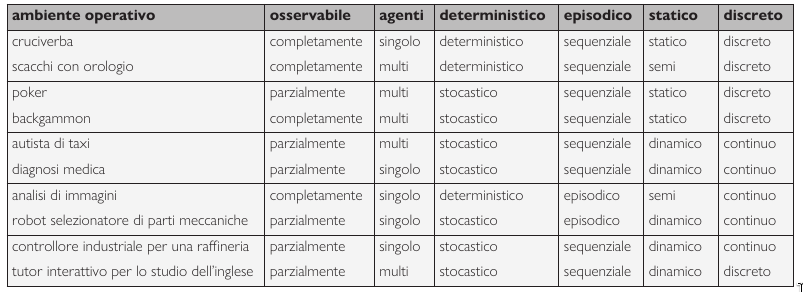 ambiente operativo osservabile agenti deterministico episodico statico discreto
cruciverba completamente singolo deterministico sequenziale statico discreto
scacchi con orologio completamente multi deterministico sequenziale semi discreto
poker parzialmente multi stocastico sequenziale statico discreto
backgammon completamente multi stocastico sequenziale statico discreto
autista di taxi parzialmente multi stocastico sequenziale dinamico continuo
diagnosi medica parzialmente singolo stocastico sequenziale dinamico continuo
analisi di immagini completamente singolo deterministico episodico semi continuo
robot selezionatore di parti meccaniche parzialmente singolo stocastico episodico dinamico continuo
controllore industriale per una raffineria parzialmente singolo stocastico sequenziale dinamico continuo
tutor interattivo per lo studio dell'inglese parzialmente multi stocastico sequenziale dinamico discreto